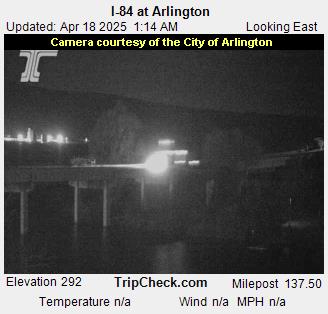 I-84 at Arlington
Updated: Apr 18 2025 1:14 AM Looking East
Camera courtesy of the City of Arlington
Elevation 292 TripCheck.com Milepost 137.50
Temperature n/a Wind n/a MPH n/a